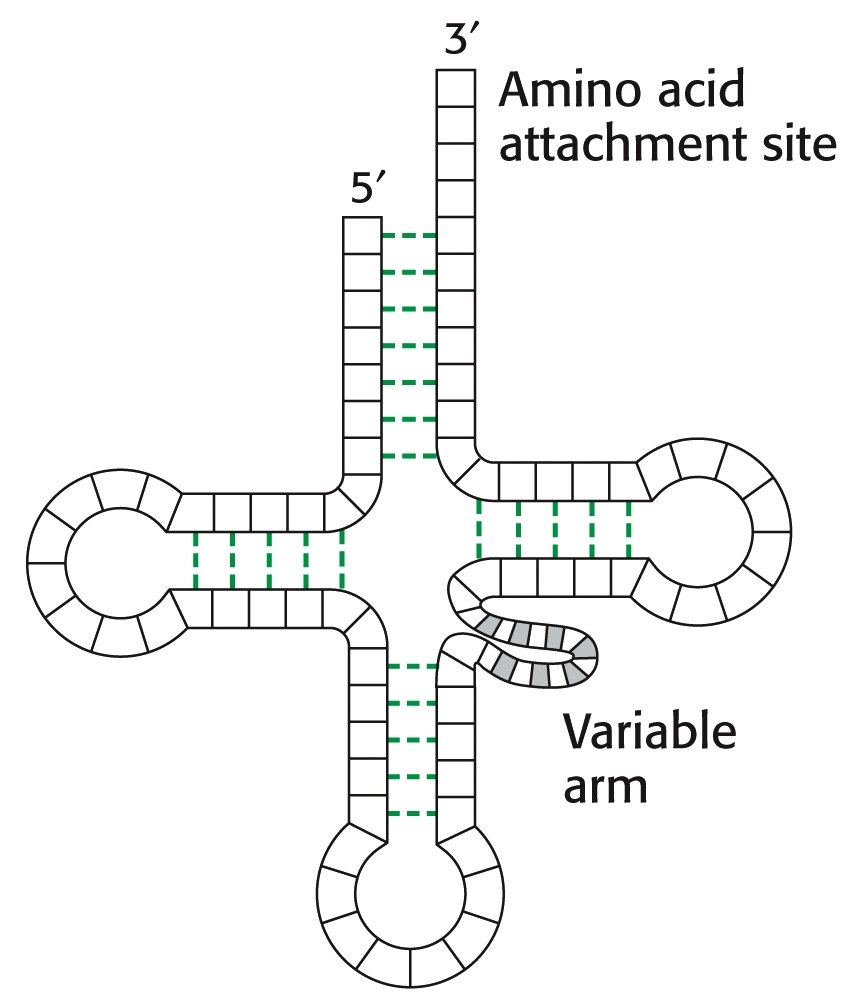 3′
Amino acid
attachment site
5′
Variable
arm